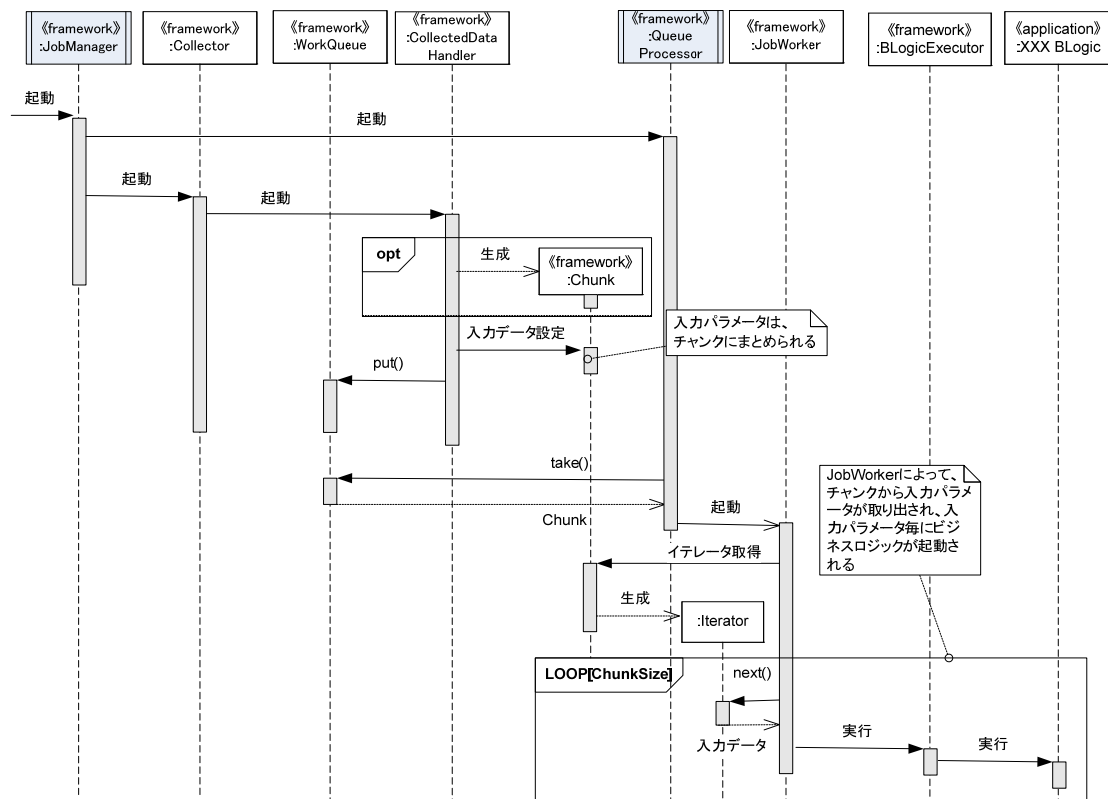 《framework》
:JobManager
《framework》
:Collector
《framework》
:WorkQueue
《framework》
:CollectedData
Handler
《framework》
:Queue
Processor
《framework》
:JobWorker
《framework》
:BLogicExecutor
《application》
:XXX BLogic
起動
起動
起動
起動
opt
生成
《framework》
:Chunk
入力データ設定
入力パラメータは、
チャンクにまとめられる
put()
take()
Chunk
起動
JobWorkerによって、
チャンクから入力パラメ
ータが取り出され、入
力パラメータ毎にビジ
ネスロジックが起動さ
れる
イテレータ取得
生成
:Iterator
LOOP[ChunkSize]
next()
入力データ
実行
実行